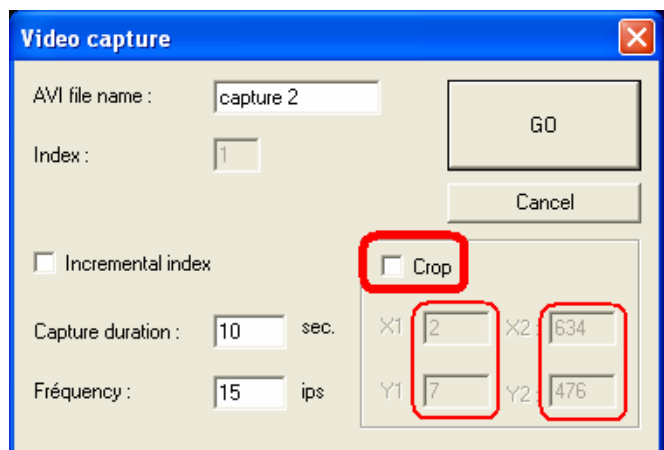 Video capture
AVI file name : capture 2
GO
Index : 1
Cancel
Incremental index
Crop
Capture duration : 10 sec.
X1 2 X2 : 634
Fréquency : 15 ips
Y1 7 Y2 : 476